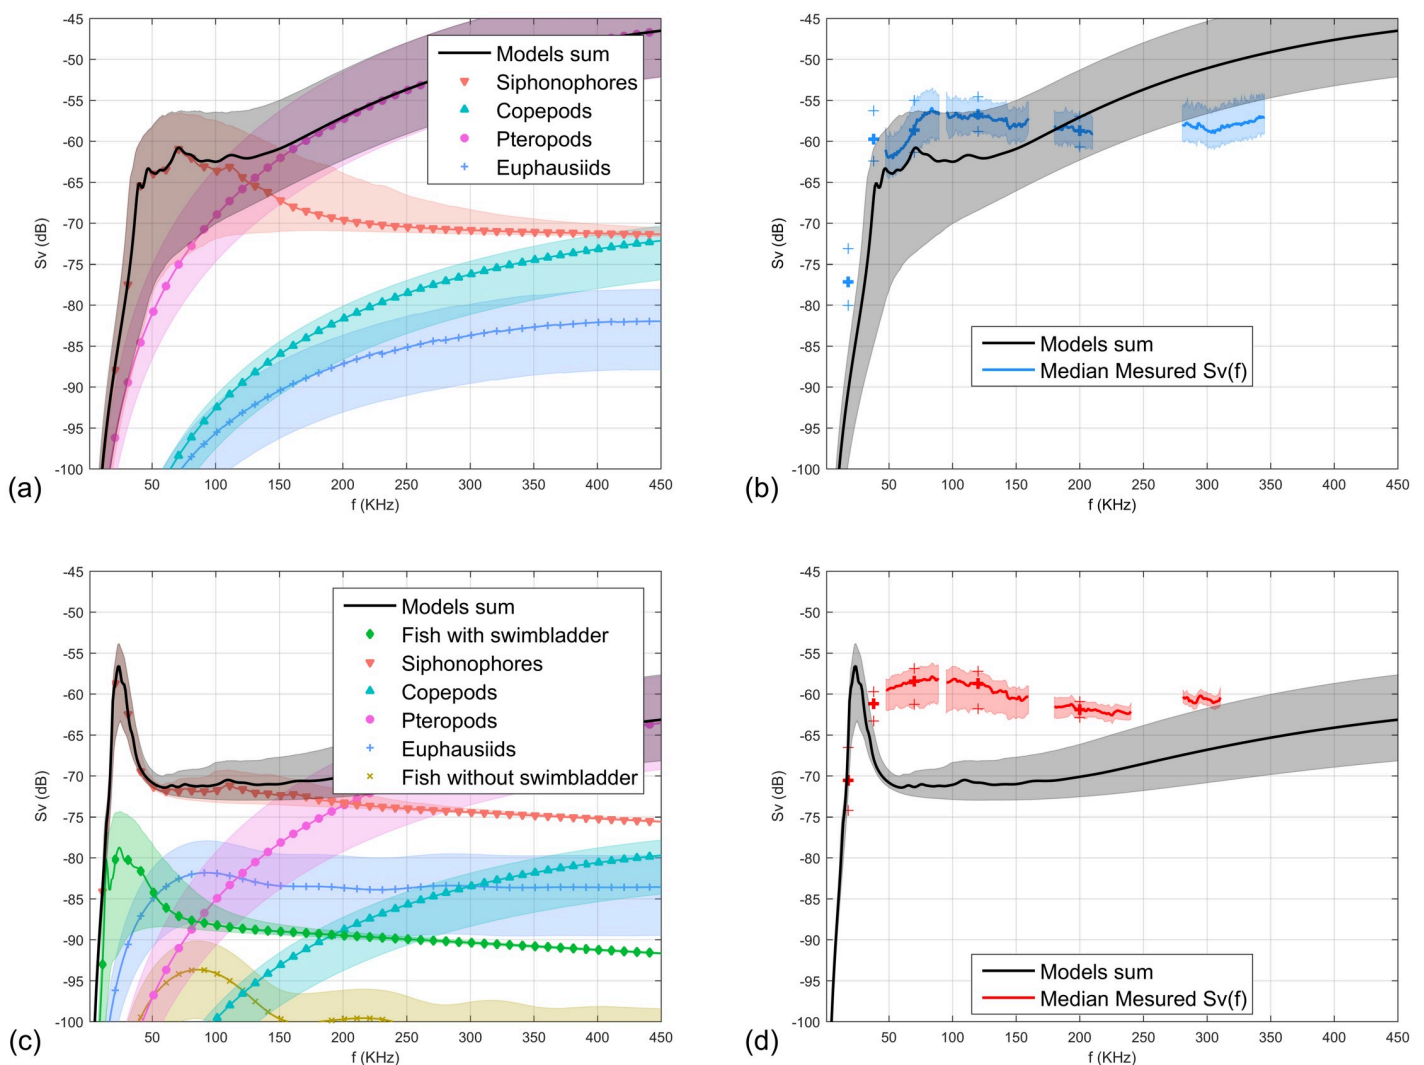 -45
-50
-55
-60
-65
-70
-75
-80
-85
-90
-95
-100
Sv (dB)
50 100 150 200 250 300 350 400 450
f (KHz)
Models sum
Siphonophores
Copepods
Pteropods
Euphausiids
(a)
-45
-50
-55
-60
-65
-70
-75
-80
-85
-90
-95
-100
Sv (dB)
50 100 150 200 250 300 350 400 450
f (KHz)
Models sum
Median Mesured Sv(f)
(b)
-45
-50
-55
-60
-65
-70
-75
-80
-85
-90
-95
-100
Sv (dB)
50 100 150 200 250 300 350 400 450
f (KHz)
Models sum
Fish with swimbladder
Siphonophores
Copepods
Pteropods
Euphausiids
Fish without swimbladder
(c)
-45
-50
-55
-60
-65
-70
-75
-80
-85
-90
-95
-100
Sv (dB)
50 100 150 200 250 300 350 400 450
f (KHz)
Models sum
Median Mesured Sv(f)
(d)